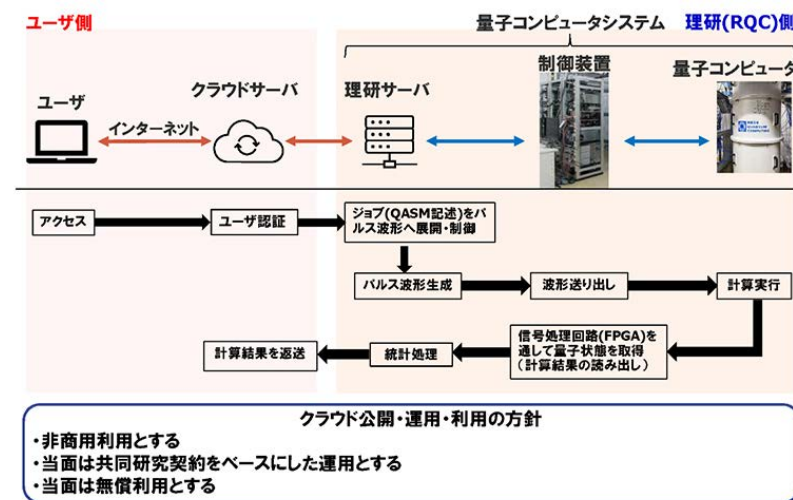 ユーザ側
量子コンピュータシステム
理研(RQC)側
ユーザ
クラウドサーバ
理研サーバ
制御装置
量子コンピュータ
インターネット
アクセス
ユーザ認証
ジョブ(QASM記述)をパ
ルス波形へ展開・制御
パルス波形生成
波形送り出し
計算実行
信号処理回路(FPGA)を
通して量子状態を取得
(計算結果の読み出し)
統計処理
計算結果を返送
クラウド公開・運用・利用の方針
・非商用利用とする
・当面は共同研究契約をベースにした運用とする
・当面は無償利用とする